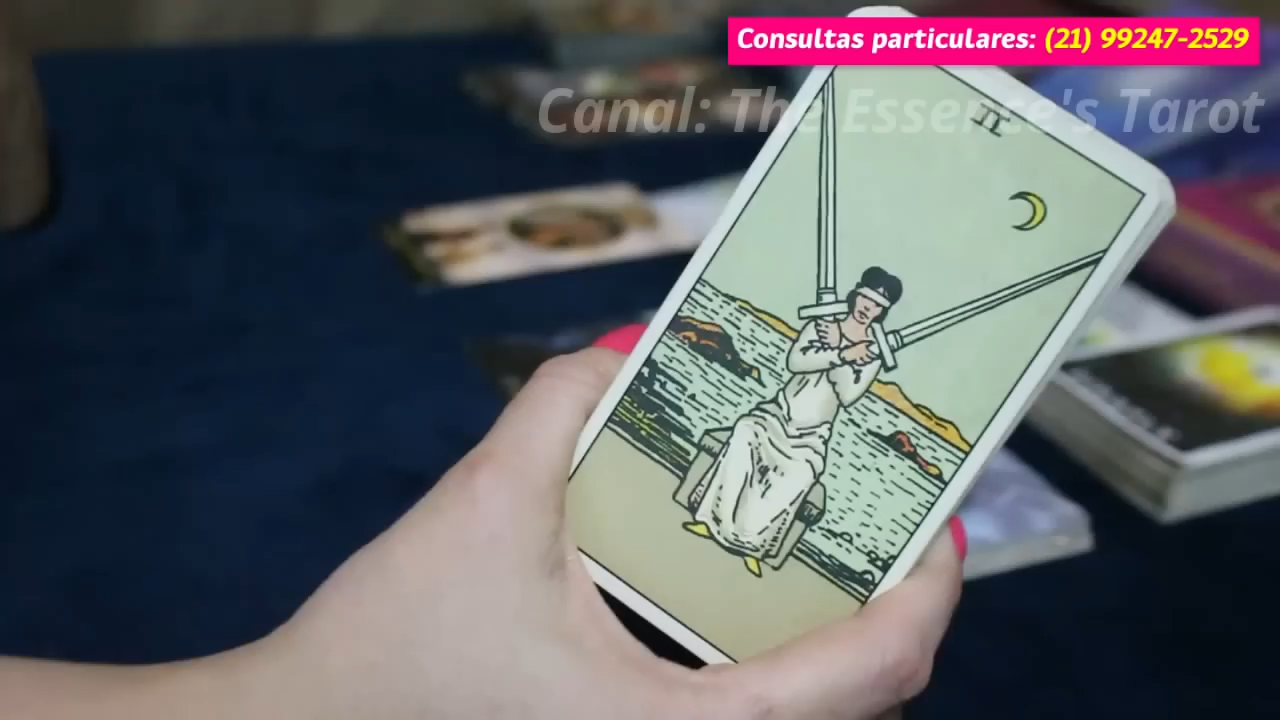 Consultas particulares: (21) 99247-2529
Canal: The Essence's Tarot
II